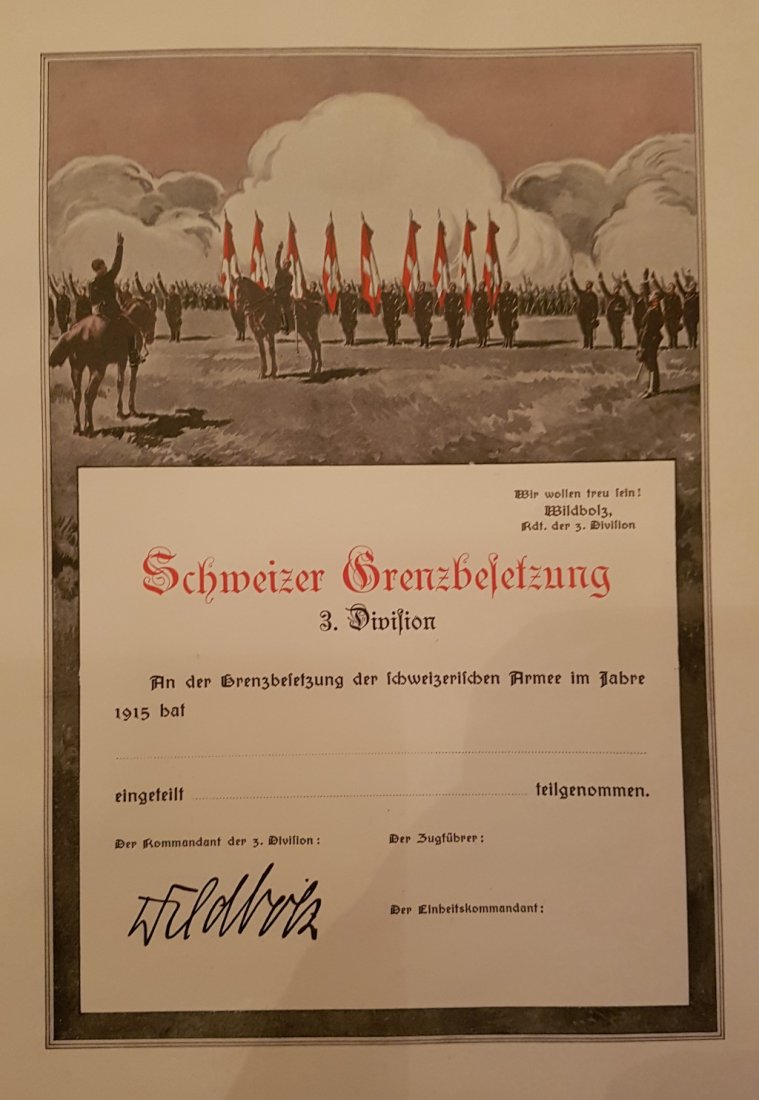 Wir wollen treu sein!
Wildbolz,
Kdt. der 3. Division
Schweizer Grenzbesetzung
3. Division
An der Grenzbesetzung der schweizerischen Armee im Jahre
1915 hat
eingeteilt teilgenommen.
Der Kommandant der 3. Division: Der Zugführer:
Wildbolz
Der Einheitskommandant: